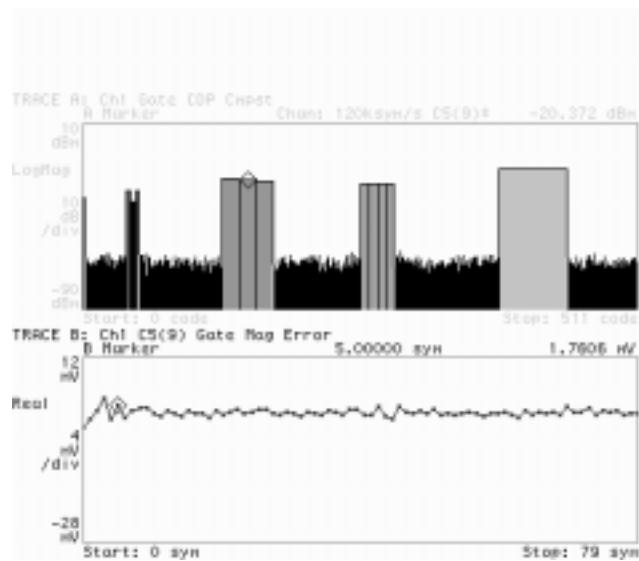 TRACE A: Ch1 Gate CDP Cmpst
A Marker Chan: 120ksym/s C5(9)* -20.372 dBm
10
dBm
LogMag
10
dB
/div
-90
dBm
Start: 0 code Stop: 511 code
TRACE B: Ch1 C5(9) Gate Mag Error
B Marker 5.00000 sym 1.7606 mV
12
mV
Real
4
mV
/div
-28
mV
Start: 0 sym Stop: 79 sym